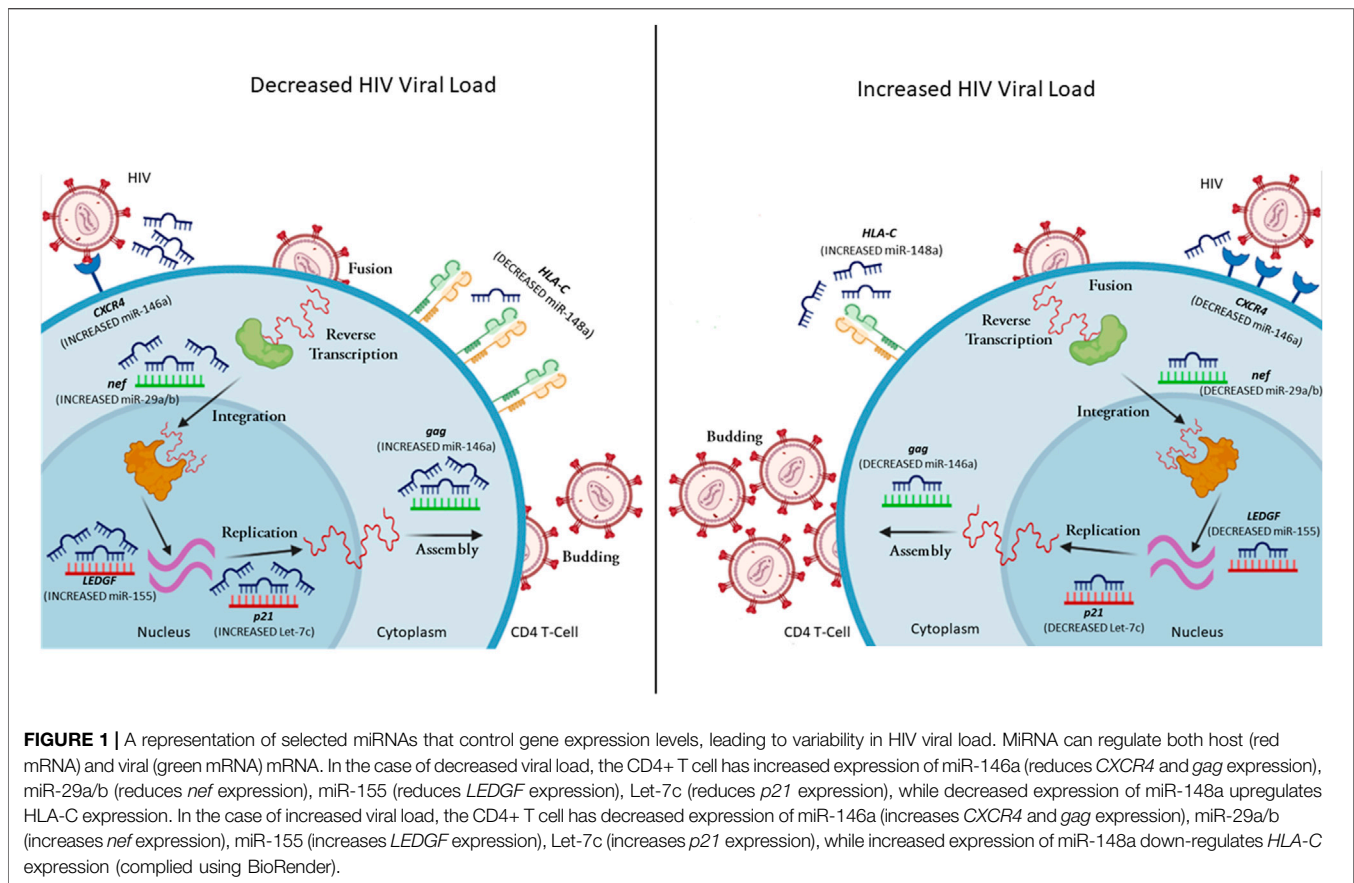 Decreased HIV Viral Load
HIV
Fusion
HLA-C
(DECREASED miR-148a)
CXCR4
(INCREASED miR-146a)
Reverse
Transcription
nef
(INCREASED miR-29a/b)
Integration
gag
(INCREASED miR-146a)
Replication
Assembly
Budding
LEDGF
(INCREASED miR-155)
p21
(INCREASED Let-7c)
Nucleus
Cytoplasm
CD4 T-Cell
Increased HIV Viral Load
HIV
HLA-C
(INCREASED miR-148a)
Fusion
CXCR4
(DECREASED miR-146a)
Reverse
Transcription
nef
(DECREASED miR-29a/b)
Integration
Budding
gag
(DECREASED miR-146a)
LEDGF
(DECREASED miR-155)
Replication
Assembly
p21
(DECREASED Let-7c)
CD4 T-Cell
Cytoplasm
Nucleus
FIGURE 1 | A representation of selected miRNAs that control gene expression levels, leading to variability in HIV viral load. MiRNA can regulate both host (red
mRNA) and viral (green mRNA) mRNA. In the case of decreased viral load, the CD4+ T cell has increased expression of miR-146a (reduces CXCR4 and gag expression),
miR-29a/b (reduces nef expression), miR-155 (reduces LEDGF expression), Let-7c (reduces p21 expression), while decreased expression of miR-148a upregulates
HLA-C expression. In the case of increased viral load, the CD4+ T cell has decreased expression of miR-146a (increases CXCR4 and gag expression), miR-29a/b
(increases nef expression), miR-155 (increases LEDGF expression), Let-7c (increases p21 expression), while increased expression of miR-148a down-regulates HLA-C
expression (complied using BioRender).